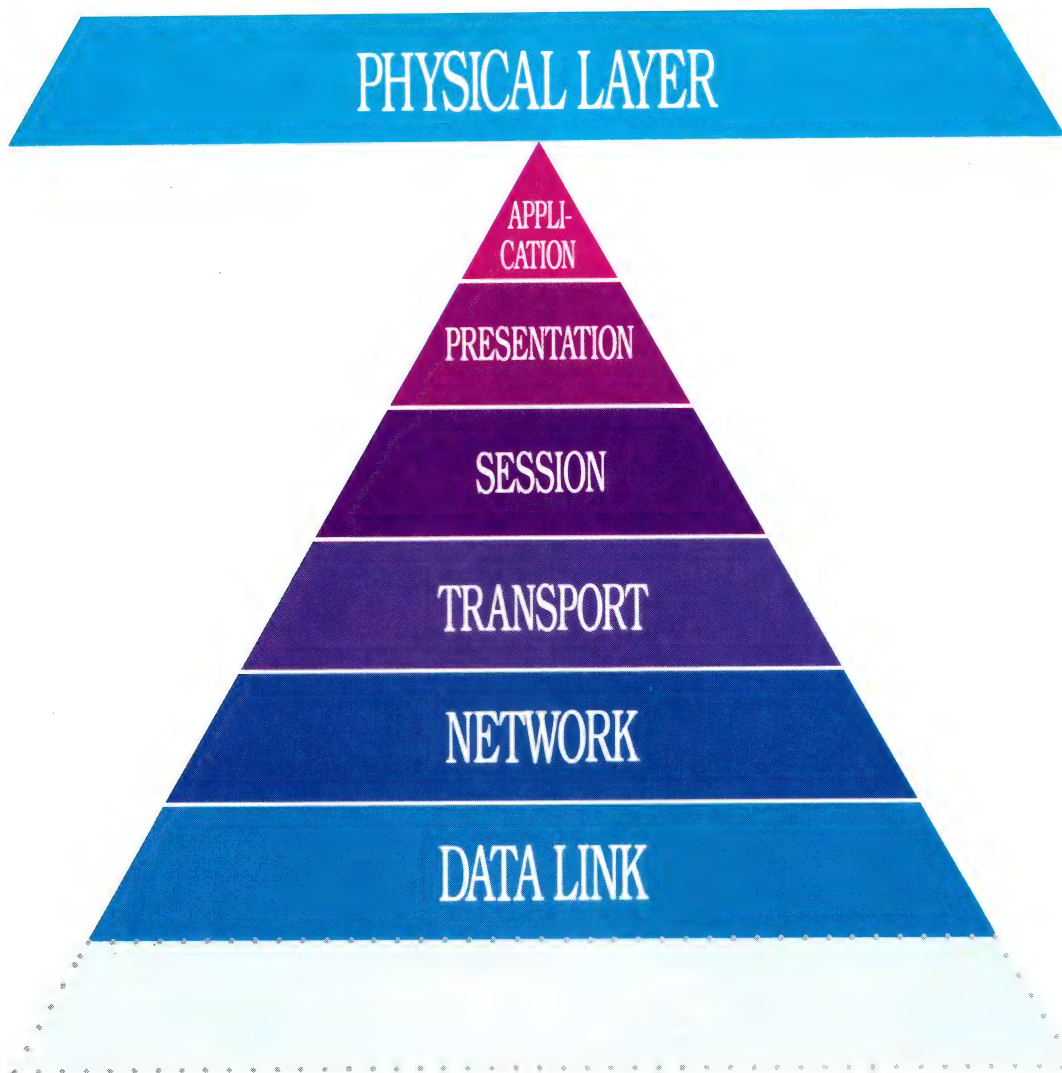 PHYSICAL LAYER
APPLI-
CATION
PRESENTATION
SESSION
TRANSPORT
NETWORK
DATA LINK